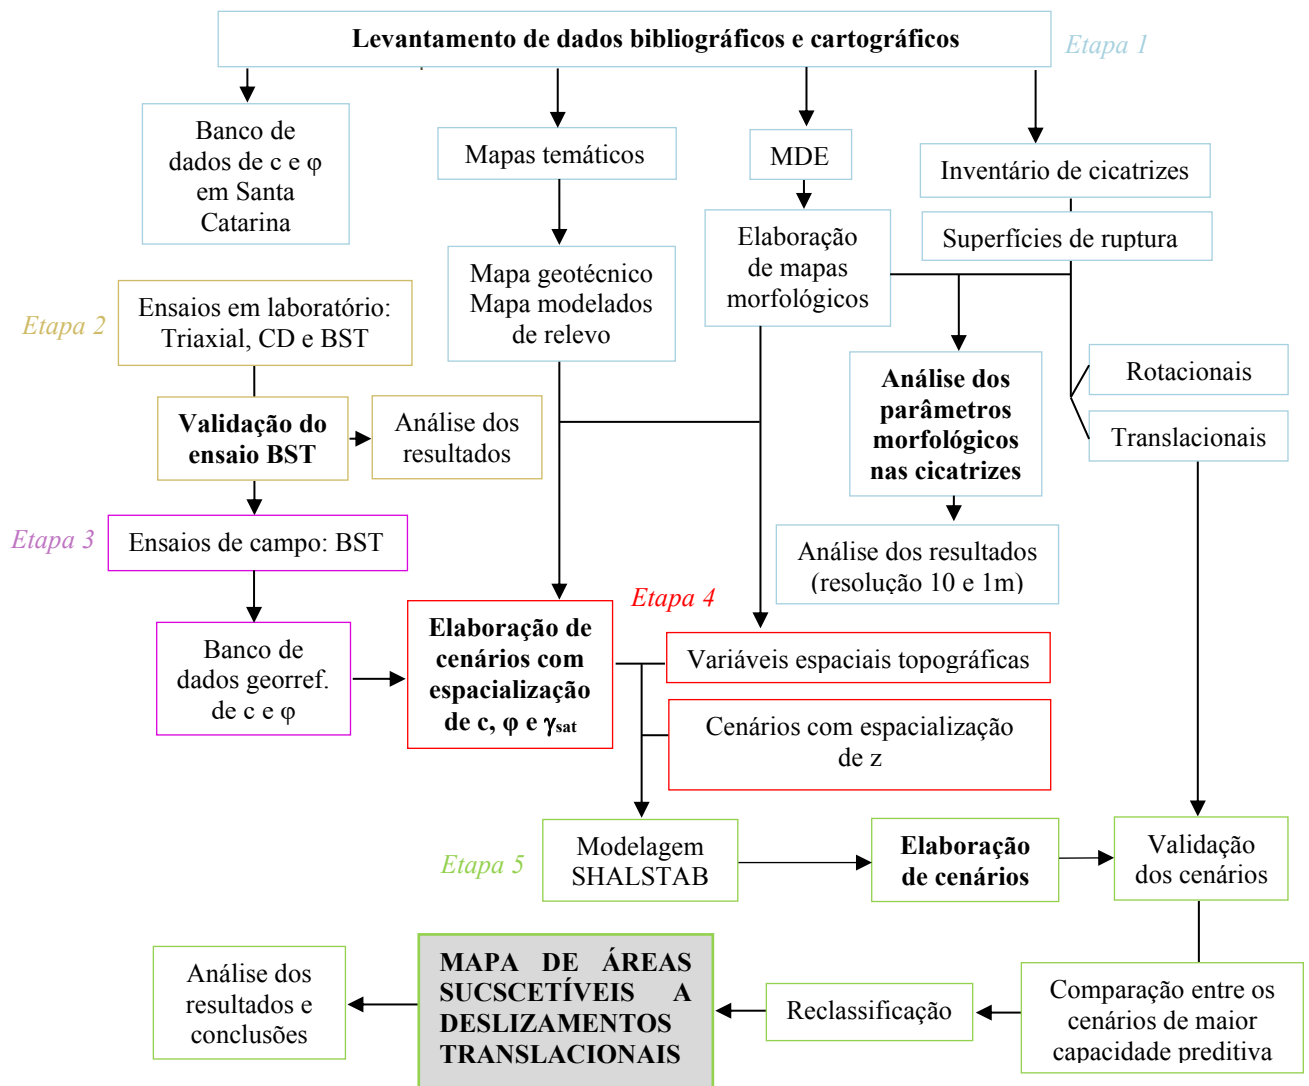 Levantamento de dados bibliográficos e cartográficos
Etapa 1
Banco de
dados de c e φ
em Santa
Catarina
Mapas temáticos
MDE
Inventário de cicatrizes
Superfícies de ruptura
Elaboração
de mapas
morfológicos
Mapa geotécnico
Mapa modelados
de relevo
Etapa 2
Ensaios em laboratório:
Triaxial, CD e BST
Validação do
ensaio BST
Análise dos
resultados
Análise dos
parâmetros
morfológicos
nas cicatrizes
Rotacionais
Translacionais
Etapa 3
Ensaios de campo: BST
Análise dos resultados
(resolução 10 e 1m)
Etapa 4
Banco de
dados georref.
de c e φ
Elaboração de
cenários com
espacialização
de c, φ e γsat
Variáveis espaciais topográficas
Cenários com espacialização
de z
Etapa 5
Modelagem
SHALSTAB
Elaboração
de cenários
Validação
dos cenários
Análise dos
resultados e
conclusões
MAPA DE ÁREAS
SUCSCETÍVEIS A
DESLIZAMENTOS
TRANSLACIONAIS
Reclassificação
Comparação entre os
cenários de maior
capacidade preditiva